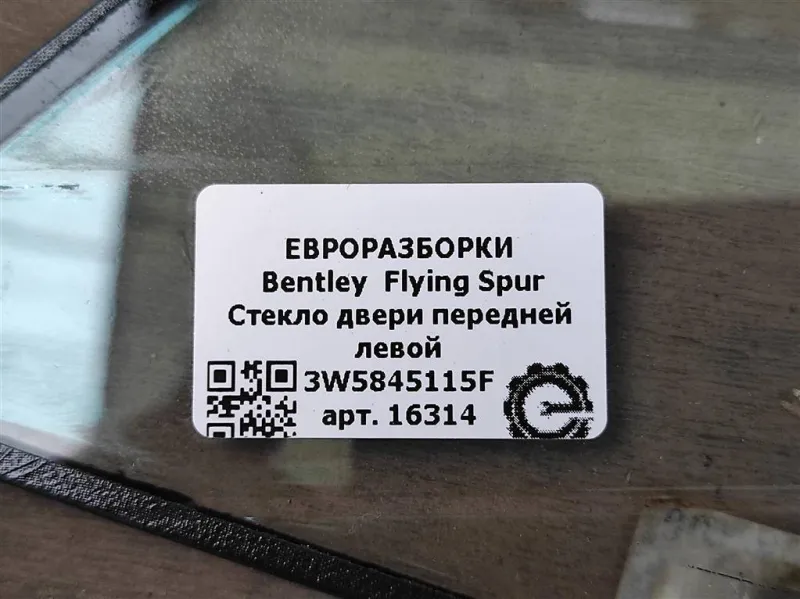 ЕВРОРАЗБОРКИ
Bentley Flying Spur
Стекло двери передней
левой
3W5845115F
арт. 16314